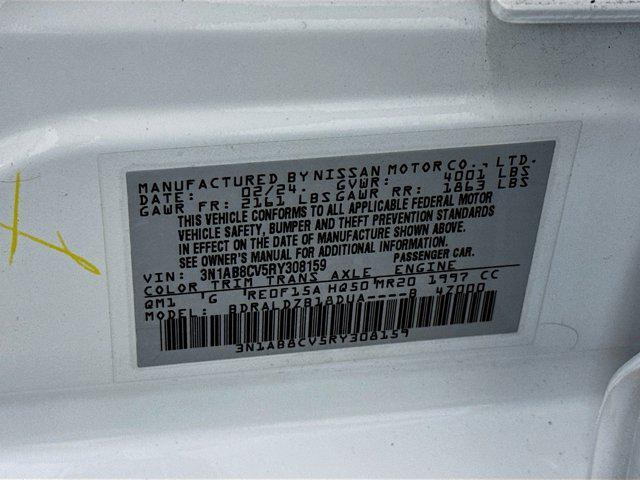 MANUFACTURED BY NISSAN MOTOR CO., LTD.
DATE: 02/24. GVWR: 4001 LBS
GAWR FR: 2161 LBS GAWR RR: 1863 LBS
THIS VEHICLE CONFORMS TO ALL APPLICABLE FEDERAL MOTOR
VEHICLE SAFETY, BUMPER AND THEFT PREVENTION STANDARDS
IN EFFECT ON THE DATE OF MANUFACTURE SHOWN ABOVE.
SEE OWNER'S MANUAL FOR ADDITIONAL INFORMATION.
VIN: 3N1AB8CV5RY308159 PASSENGER CAR.
COLOR TRIM TRANS AXLE ENGINE
QM1 G RE0F15A HQ50 MR20 1997 CC
MODEL: BDRALDZB18DUA----B 47000
3N1AB8CV5RY308159